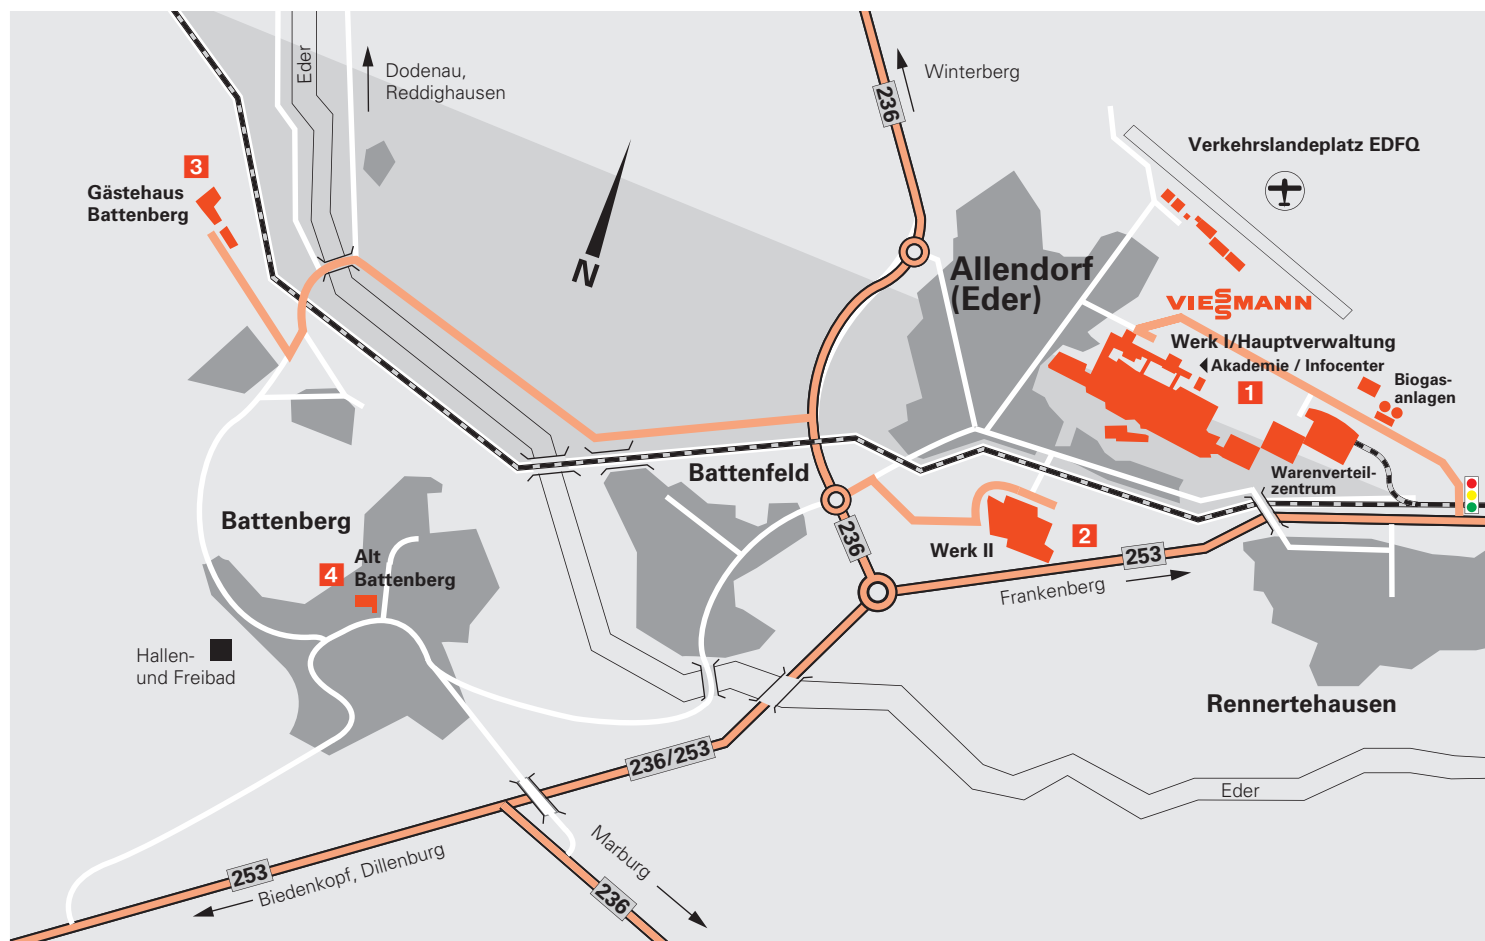 Eder
Dodenau,
Reddighausen
236
Winterberg
Verkehrslandeplatz EDFQ
3
Gästehaus
Battenberg
N
Allendorf
(Eder)
VIESSMANN
Werk I/Hauptverwaltung
Akademie / Infocenter
1
Biogas-
anlagen
Warenverteil-
zentrum
Battenfeld
Battenberg
236
Werk II
2
253
Frankenberg
4
Alt
Battenberg
Hallen-
und Freibad
Rennertehausen
236/253
Eder
253
Biedenkopf, Dillenburg
Marburg
236